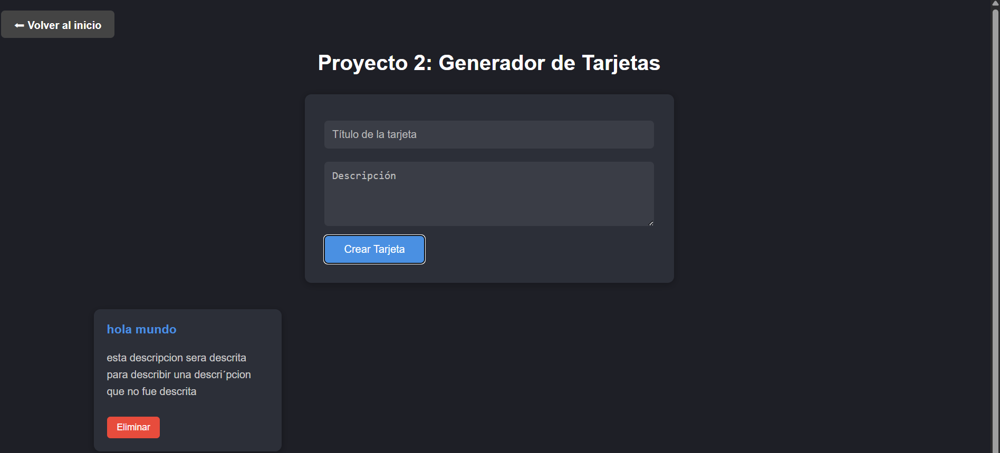 ⬅ Volver al inicio
Proyecto 2: Generador de Tarjetas
Título de la tarjeta
Descripción
Crear Tarjeta
hola mundo
esta descripcion sera descrita
para describir una descri´pcion
que no fue descrita
Eliminar